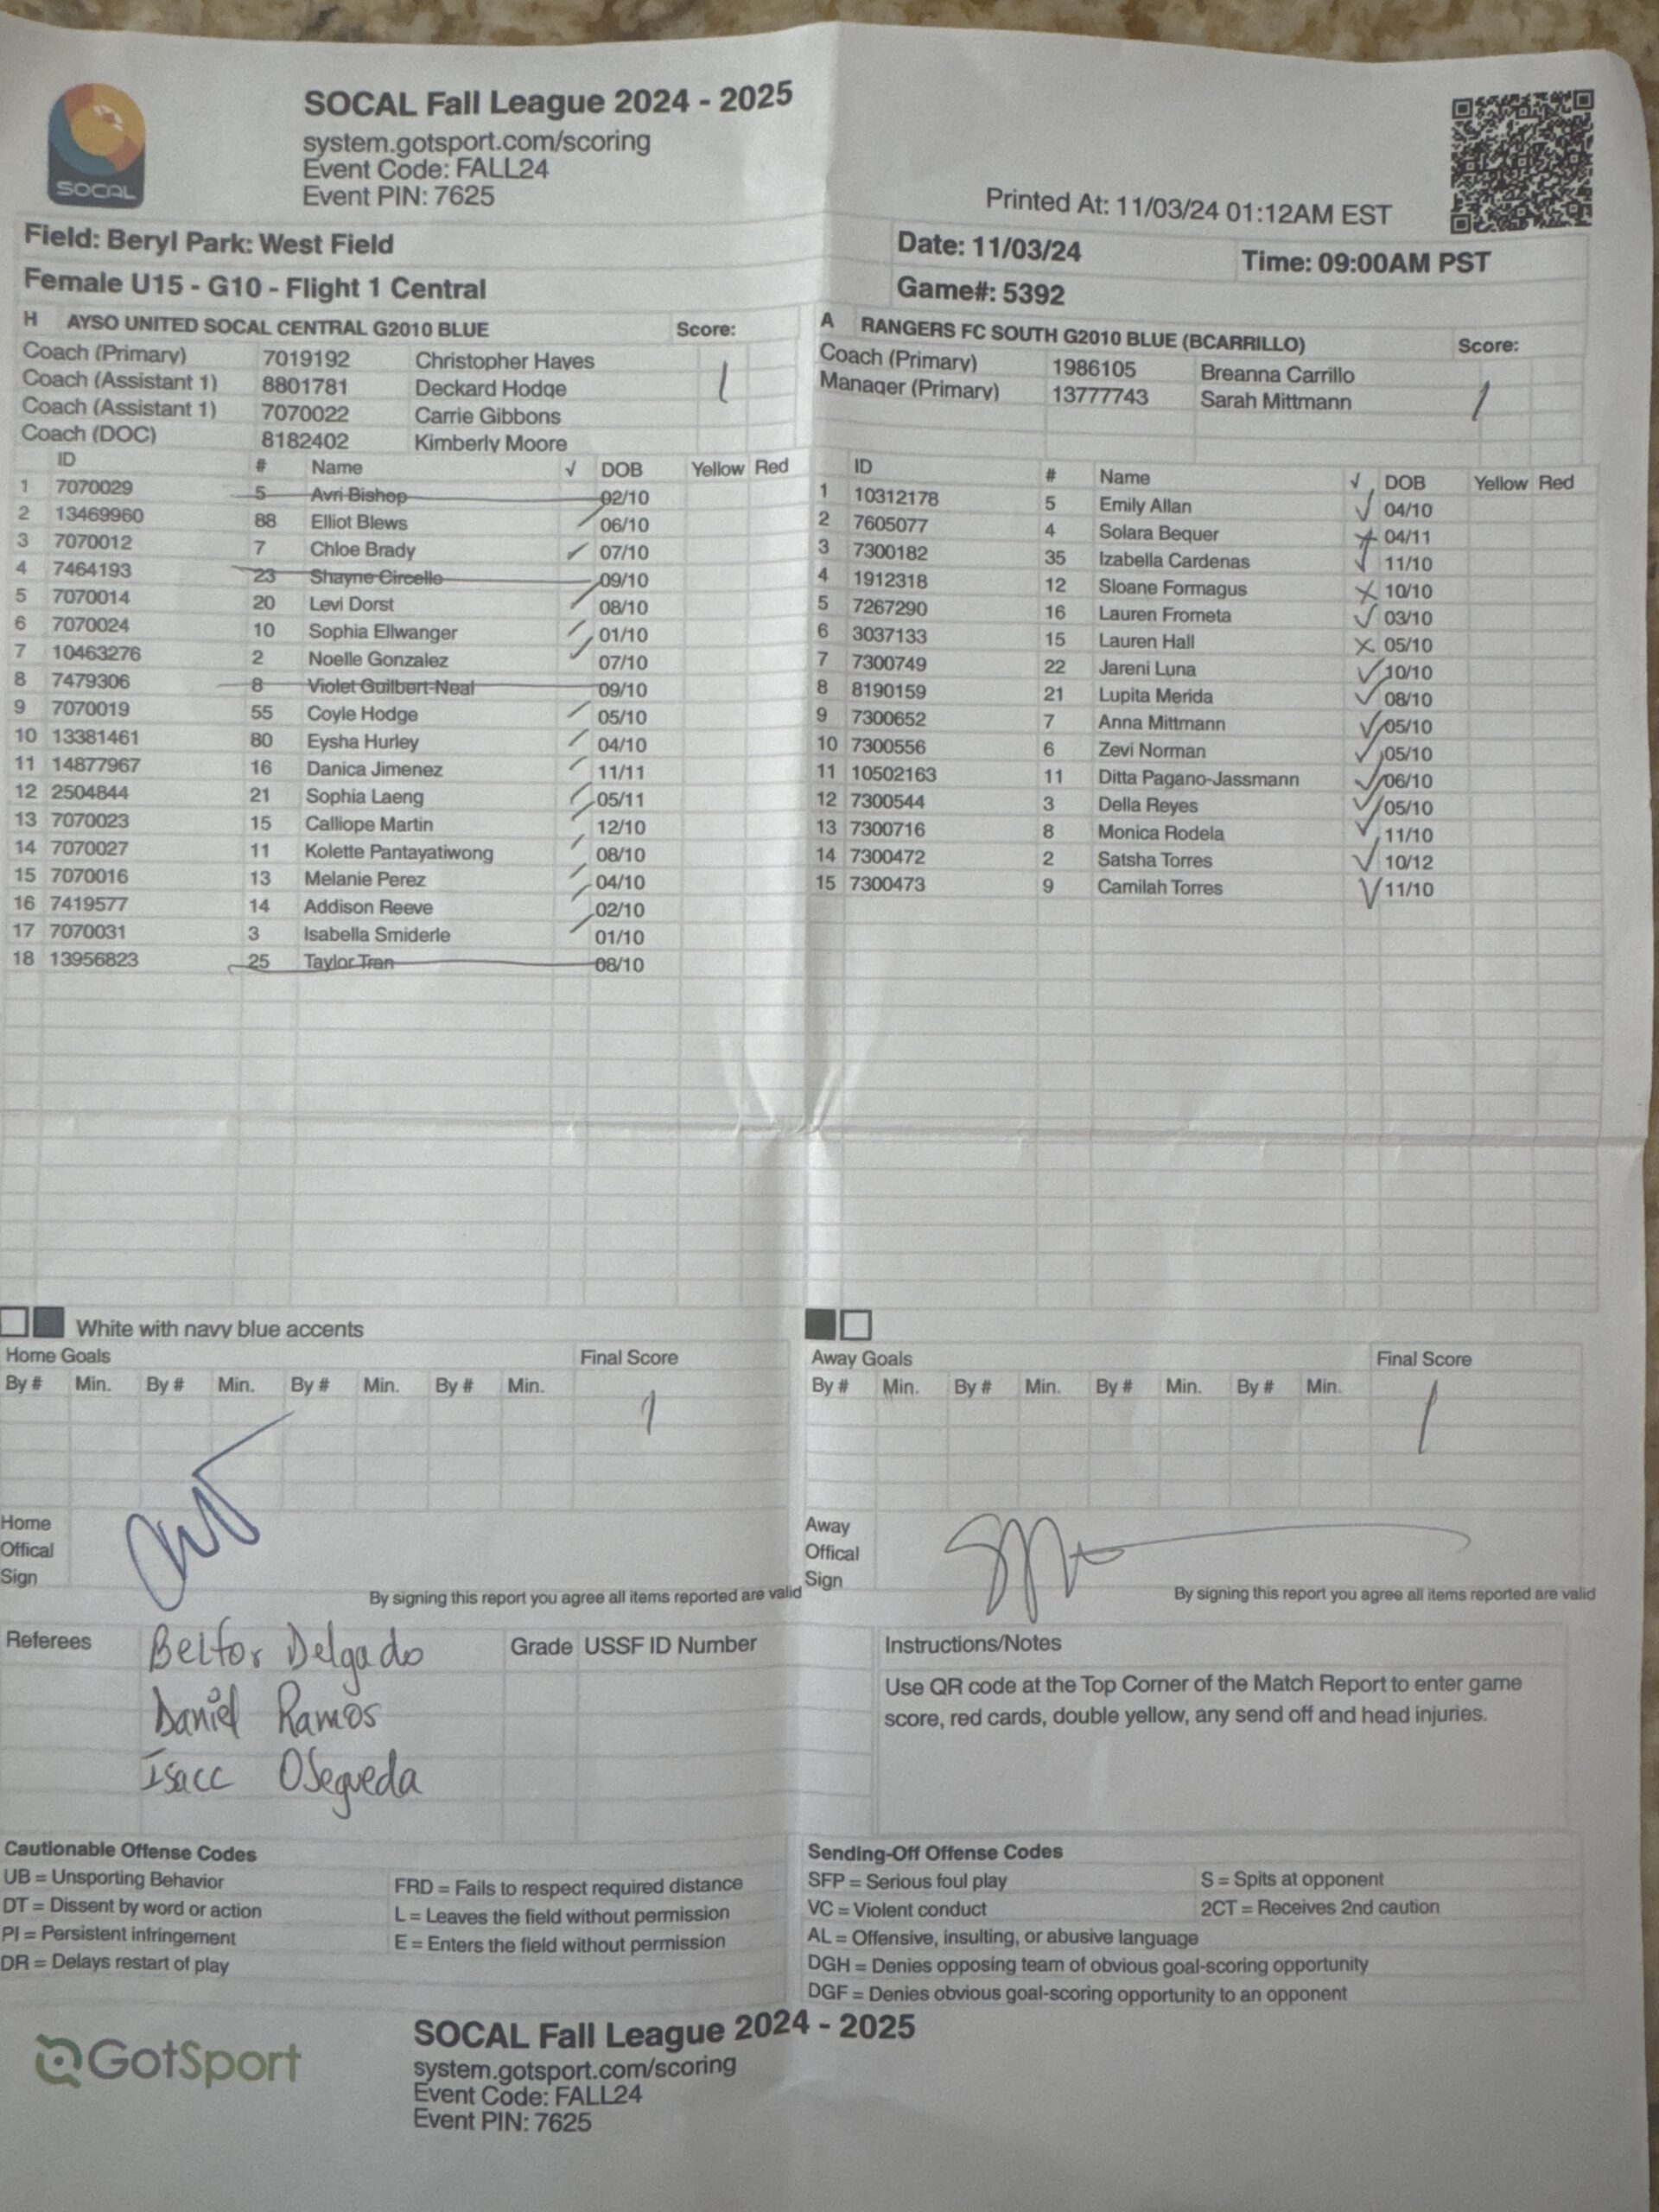 SOCAL
SOCAL Fall League 2024 - 2025
system.gotsport.com/scoring
Event Code: FALL24
Event PIN: 7625
Printed At: 11/03/24 01:12AM EST
Field: Beryl Park: West Field
Date: 11/03/24 Time: 09:00AM PST
Female U15 - G10 - Flight 1 Central
Game#: 5392
H AYSO UNITED SOCAL CENTRAL G2010 BLUE Score:
Coach (Primary) 7019192 Christopher Hayes
Coach (Assistant 1) 8801781 Deckard Hodge 1
Coach (Assistant 1) 7070022 Carrie Gibbons
Coach (DOC) 8182402 Kimberly Moore
ID # Name √ DOB Yellow Red
1 7070029 5 Avri Bishop 02/10
2 13469960 88 Elliot Blews 06/10
3 7070012 7 Chloe Brady ✓ 07/10
4 7464193 23 Shayne Circello 09/10
5 7070014 20 Levi Dorst 08/10
6 7070024 10 Sophia Ellwanger 01/10
7 10463276 2 Noelle Gonzalez 07/10
8 7479306 8 Violet Guilbert-Neal 09/10
9 7070019 55 Coyle Hodge 05/10
10 13381461 80 Eysha Hurley 04/10
11 14877967 16 Danica Jimenez 11/11
12 2504844 21 Sophia Laeng 05/11
13 7070023 15 Calliope Martin 12/10
14 7070027 11 Kolette Pantayatiwong 08/10
15 7070016 13 Melanie Perez 04/10
16 7419577 14 Addison Reeve 02/10
17 7070031 3 Isabella Smiderle 01/10
18 13956823 25 Taylor Tran 08/10
A RANGERS FC SOUTH G2010 BLUE (BCARRILLO) Score:
Coach (Primary) 1986105 Breanna Carrillo
Manager (Primary) 13777743 Sarah Mittmann 1
ID # Name √ DOB Yellow Red
1 10312178 5 Emily Allan ✓ 04/10
2 7605077 4 Solara Bequer 04/11
3 7300182 35 Izabella Cardenas ✓ 11/10
4 1912318 12 Sloane Formagus X 10/10
5 7267290 16 Lauren Frometa ✓ 03/10
6 3037133 15 Lauren Hall X 05/10
7 7300749 22 Jareni Luna ✓ 10/10
8 8190159 21 Lupita Merida ✓ 08/10
9 7300652 7 Anna Mittmann ✓ 05/10
10 7300556 6 Zevi Norman ✓ 05/10
11 10502163 11 Ditta Pagano-Jassmann ✓ 06/10
12 7300544 3 Della Reyes ✓ 05/10
13 7300716 8 Monica Rodela ✓ 11/10
14 7300472 2 Satsha Torres ✓ 10/12
15 7300473 9 Camilah Torres ✓ 11/10
White with navy blue accents
Home Goals Final Score
By # Min. By # Min. By # Min. By # Min.
1
Home
Offical
Sign
By signing this report you agree all items reported are valid
Away Goals Final Score
By # Min. By # Min. By # Min. By # Min.
1
Away
Offical
Sign
By signing this report you agree all items reported are valid
Referees Belfor Delgado Grade USSF ID Number
Daniel Ramos
Isacc Osegueda
Instructions/Notes
Use QR code at the Top Corner of the Match Report to enter game
score, red cards, double yellow, any send off and head injuries.
Cautionable Offense Codes
UB = Unsporting Behavior FRD = Fails to respect required distance
DT = Dissent by word or action L = Leaves the field without permission
PI = Persistent infringement E = Enters the field without permission
DR = Delays restart of play
Sending-Off Offense Codes
SFP = Serious foul play S = Spits at opponent
VC = Violent conduct 2CT = Receives 2nd caution
AL = Offensive, insulting, or abusive language
DGH = Denies opposing team of obvious goal-scoring opportunity
DGF = Denies obvious goal-scoring opportunity to an opponent
GotSport
SOCAL Fall League 2024 - 2025
system.gotsport.com/scoring
Event Code: FALL24
Event PIN: 7625